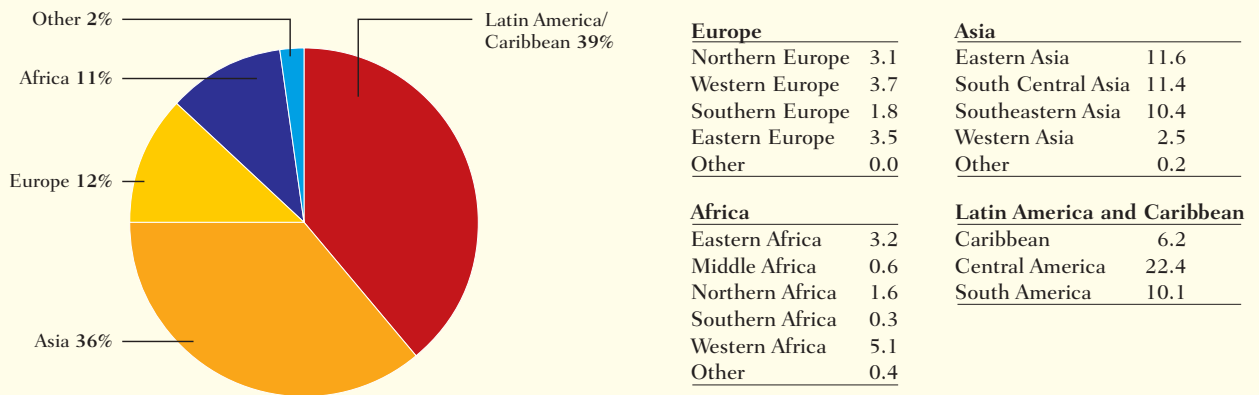 Other 2%
Latin America/
Caribbean 39%
Africa 11%
Europe 12%
Asia 36%
Europe
Northern Europe 3.1
Western Europe 3.7
Southern Europe 1.8
Eastern Europe 3.5
Other 0.0
Asia
Eastern Asia 11.6
South Central Asia 11.4
Southeastern Asia 10.4
Western Asia 2.5
Other 0.2
Africa
Eastern Africa 3.2
Middle Africa 0.6
Northern Africa 1.6
Southern Africa 0.3
Western Africa 5.1
Other 0.4
Latin America and Caribbean
Caribbean 6.2
Central America 22.4
South America 10.1